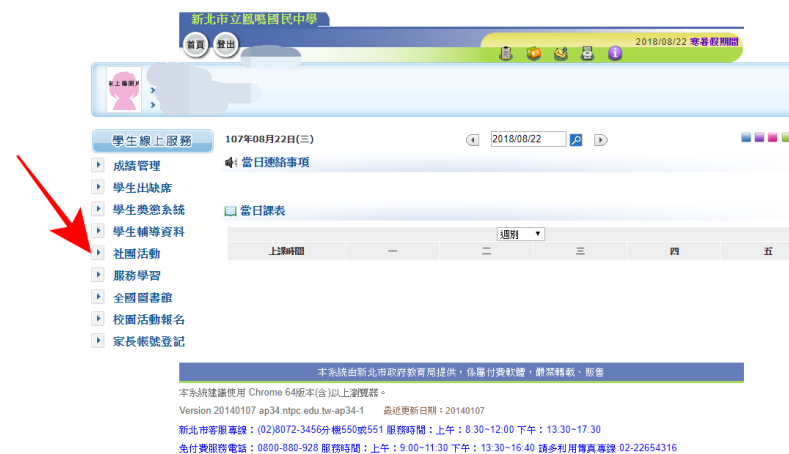 新北市立鳳鳴國民中學
首頁 登出
2018/08/22 寒暑假期間
學生線上服務
107年08月22日(三)
2018/08/22
成績管理
當日連絡事項
學生出缺席
學生獎懲系統
當日課表
學生輔導資料
週別
社團活動
上課時間 一 二 三 四 五
服務學習
全國圖書館
校園活動報名
家長帳號登記
本系統由新北市政府教育局提供，係屬付費軟體，嚴禁轉載、販售
本系統建議使用 Chrome 64版本(含)以上瀏覽器。
Version 20140107 ap34.ntpc.edu.tw-ap34-1 最近更新日期：20140107
新北市客服專線：(02)8072-3456分機550或551 服務時間：上午：8:30~12:00 下午：13:30~17:30
免付費服務電話：0800-880-928 服務時間：上午：9:00~11:30 下午：13:30~16:40 請多利用傳真專線:02-22654316